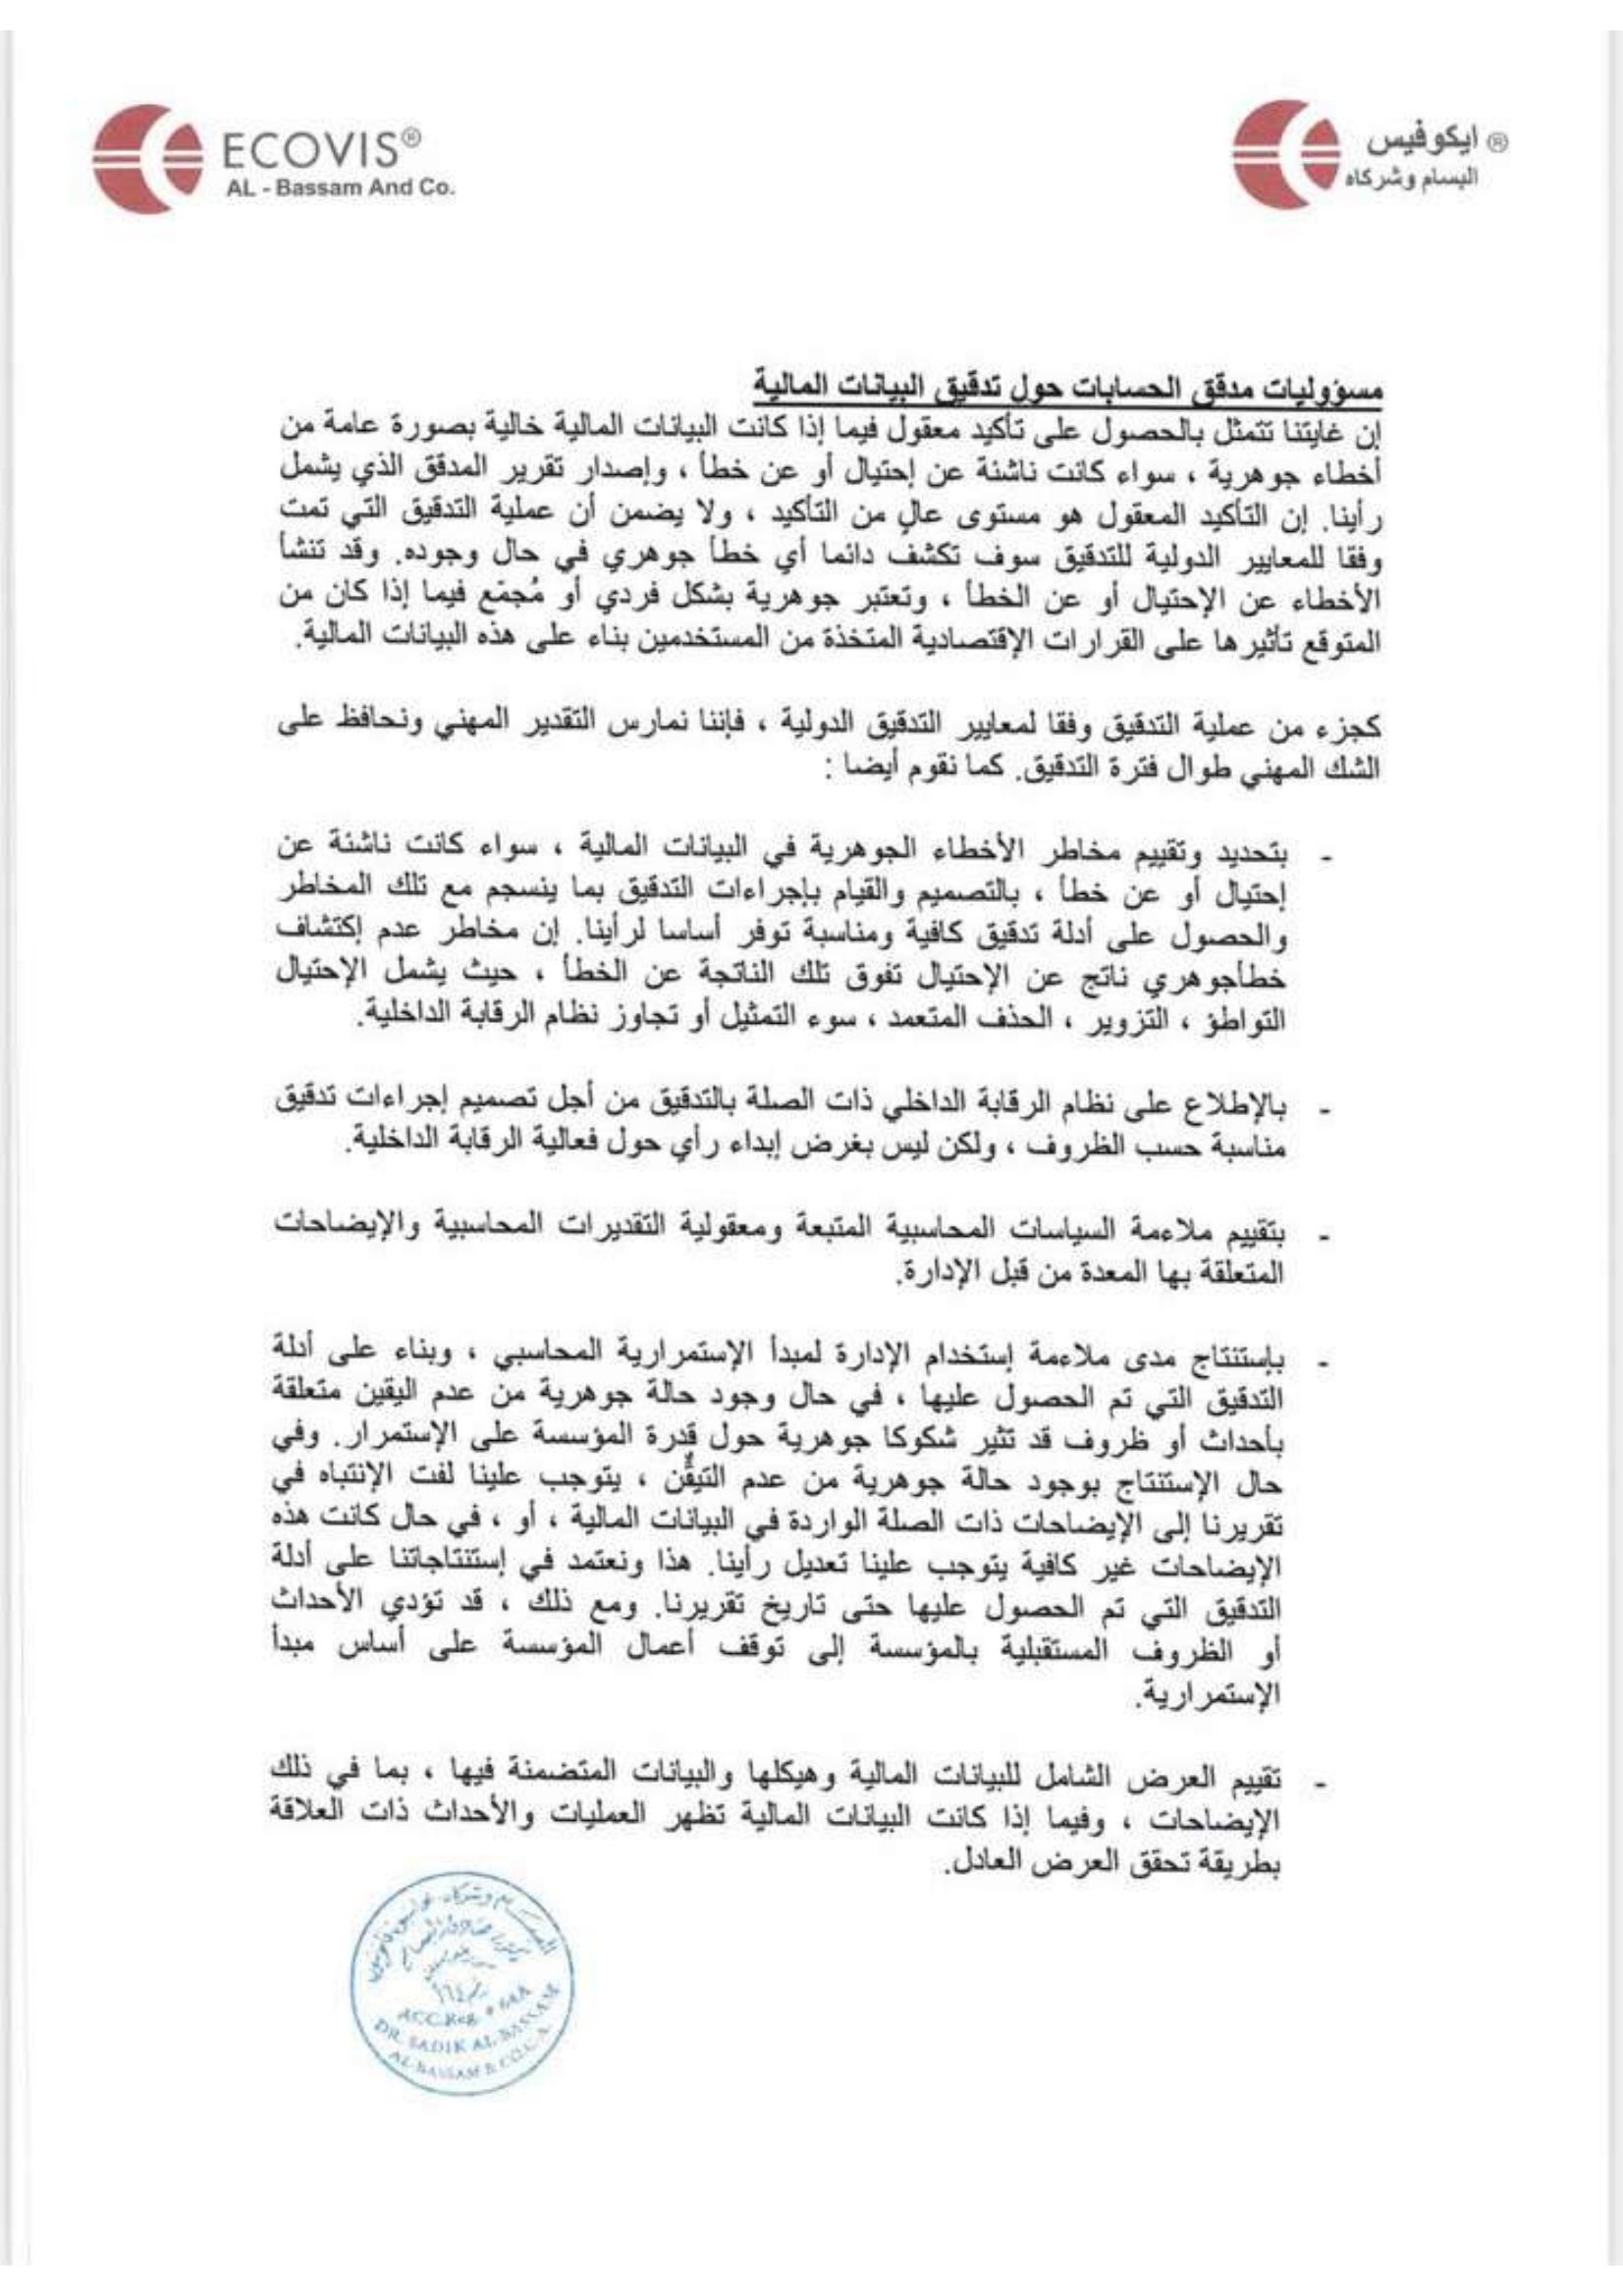 ECOVIS®
AL - Bassam And Co.
ايكوفيس ®
البسام وشركاه
مسؤوليات مدقق الحسابات حول تدقيق البيانات المالية
إن غايتنا تتمثل بالحصول على تأكيد معقول فيما إذا كانت البيانات المالية خالية بصورة عامة من
أخطاء جوهرية ، سواء كانت ناشئة عن إحتيال أو عن خطأ ، وإصدار تقرير المدقق الذي يشمل
رأينا. إن التأكيد المعقول هو مستوى عالٍ من التأكيد ، ولا يضمن أن عملية التدقيق التي تمت
وفقا للمعايير الدولية للتدقيق سوف تكشف دائما أي خطأ جوهري في حال وجوده. وقد تنشأ
الأخطاء عن الإحتيال أو عن الخطأ ، وتعتبر جوهرية بشكل فردي أو مُجمّع فيما إذا كان من
المتوقع تأثيرها على القرارات الإقتصادية المتخذة من المستخدمين بناء على هذه البيانات المالية.
كجزء من عملية التدقيق وفقا لمعايير التدقيق الدولية ، فإننا نمارس التقدير المهني ونحافظ على
الشك المهني طوال فترة التدقيق. كما نقوم أيضا :
- بتحديد وتقييم مخاطر الأخطاء الجوهرية في البيانات المالية ، سواء كانت ناشئة عن
إحتيال أو عن خطأ ، بالتصميم والقيام بإجراءات التدقيق بما ينسجم مع تلك المخاطر
والحصول على أدلة تدقيق كافية ومناسبة توفر أساسا لرأينا. إن مخاطر عدم إكتشاف
خطأجوهري ناتج عن الإحتيال تفوق تلك الناتجة عن الخطأ ، حيث يشمل الإحتيال
التواطؤ ، التزوير ، الحذف المتعمد ، سوء التمثيل أو تجاوز نظام الرقابة الداخلية.
- بالإطلاع على نظام الرقابة الداخلي ذات الصلة بالتدقيق من أجل تصميم إجراءات تدقيق
مناسبة حسب الظروف ، ولكن ليس بغرض إبداء رأي حول فعالية الرقابة الداخلية.
- بتقييم ملاءمة السياسات المحاسبية المتبعة ومعقولية التقديرات المحاسبية والإيضاحات
المتعلقة بها المعدة من قبل الإدارة.
- بإستنتاج مدى ملاءمة إستخدام الإدارة لمبدأ الإستمرارية المحاسبي ، وبناء على أدلة
التدقيق التي تم الحصول عليها ، في حال وجود حالة جوهرية من عدم اليقين متعلقة
بأحداث أو ظروف قد تثير شكوكا جوهرية حول قدرة المؤسسة على الإستمرار. وفي
حال الإستنتاج بوجود حالة جوهرية من عدم التيقُّن ، يتوجب علينا لفت الإنتباه في
تقريرنا إلى الإيضاحات ذات الصلة الواردة في البيانات المالية ، أو ، في حال كانت هذه
الإيضاحات غير كافية يتوجب علينا تعديل رأينا. هذا ونعتمد في إستنتاجاتنا على أدلة
التدقيق التي تم الحصول عليها حتى تاريخ تقريرنا. ومع ذلك ، قد تؤدي الأحداث
أو الظروف المستقبلية بالمؤسسة إلى توقف أعمال المؤسسة على أساس مبدأ
الإستمرارية.
- تقييم العرض الشامل للبيانات المالية وهيكلها والبيانات المتضمنة فيها ، بما في ذلك
الإيضاحات ، وفيما إذا كانت البيانات المالية تظهر العمليات والأحداث ذات العلاقة
بطريقة تحقق العرض العادل.
DR. SADIK AL-BASSAM
AL-BASSAM & CO.